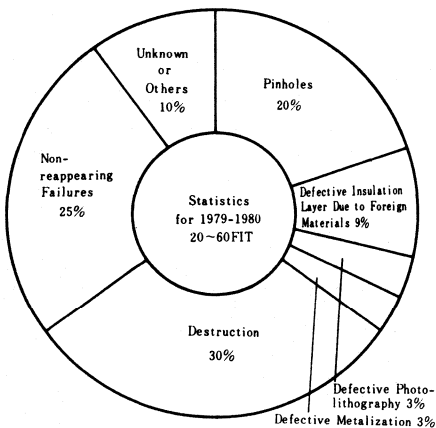 Unknown
or
Others
10%
Pinholes
20%
Non-
reappearing
Failures
25%
Statistics
for 1979-1980
20~60FIT
Defective Insulation
Layer Due to Foreign
Materials 9%
Destruction
30%
Defective Photo-
lithography 3%
Defective Metalization 3%